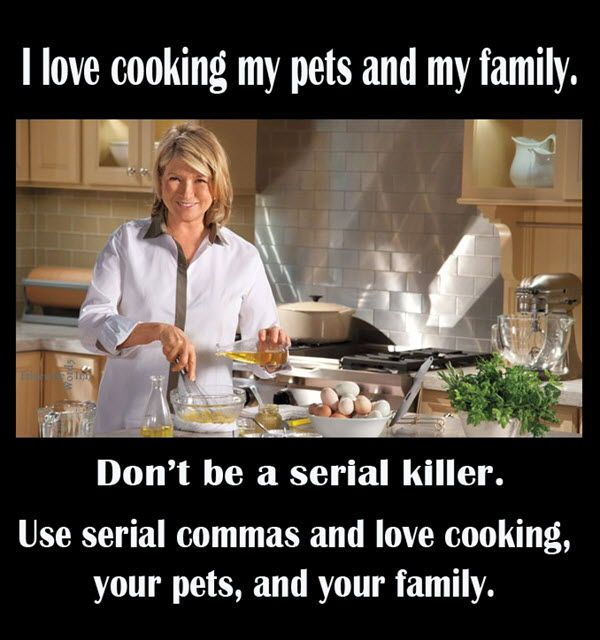 I love cooking my pets and my family.
Don’t be a serial killer.
Use serial commas and love cooking,
your pets, and your family.